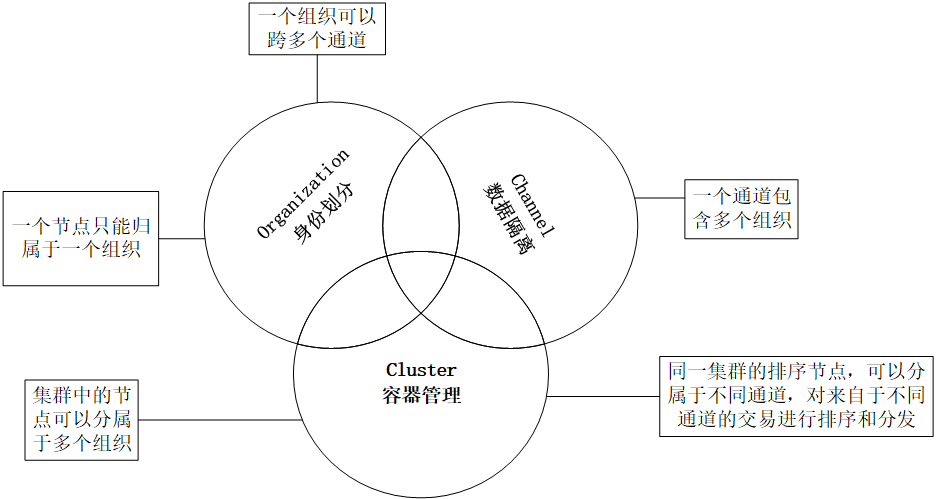 一个组织可以
跨多个通道
Organization
身份划分
Channel
数据隔离
一个节点只能归
属于一个组织
一个通道包
含多个组织
Cluster
容器管理
集群中的节
点可以分属
于多个组织
同一集群的排序节点，可以分
属于不同通道，对来自于不同
通道的交易进行排序和分发